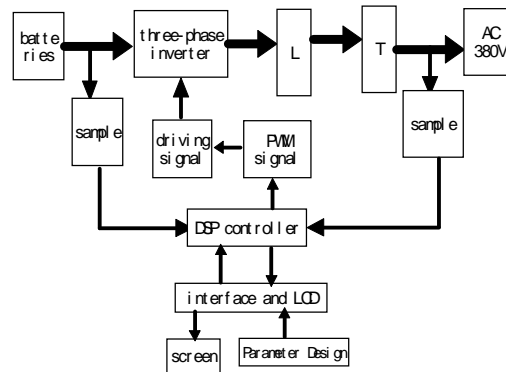 batte
ries
three-phase
inverter
L
T
AC
380V
sample
driving
signal
PWM
signal
sample
DSP controller
interface and LCD
screen
Parameter Design